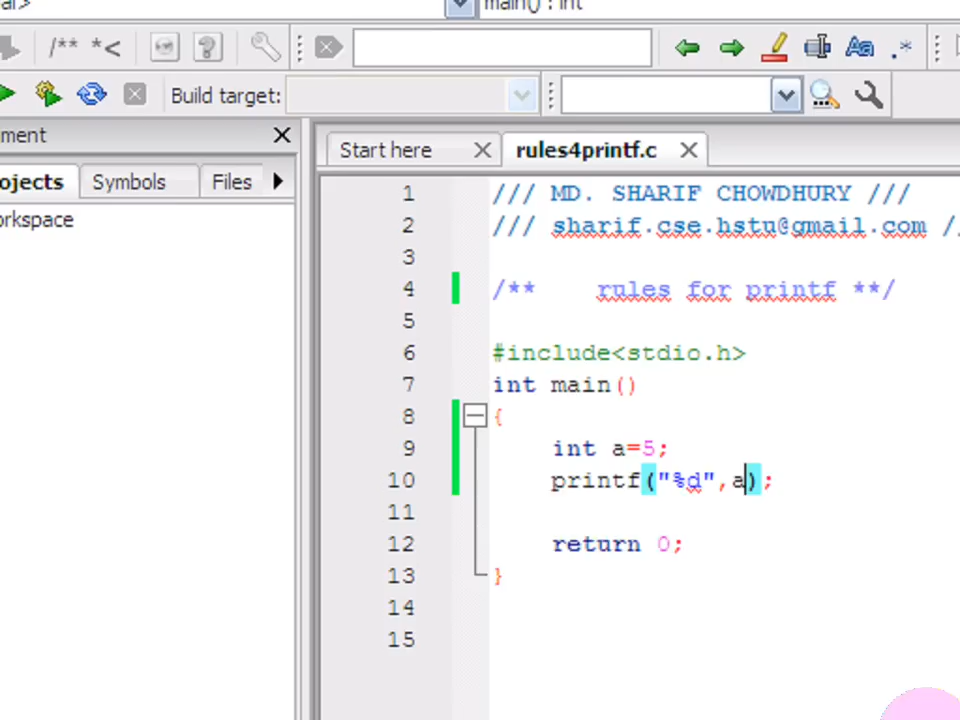 main() : int
/** *<
Build target:
ment
Start here
rules4printf.c
ojects
Symbols
Files
orkspace
1 /// MD. SHARIF CHOWDHURY ///
2 /// sharif.cse.hstu@gmail.com //
3
4 /** rules for printf **/
5
6 #include<stdio.h>
7 int main()
8 {
9 int a=5;
10 printf("%d",a);
11
12 return 0;
13 }
14
15